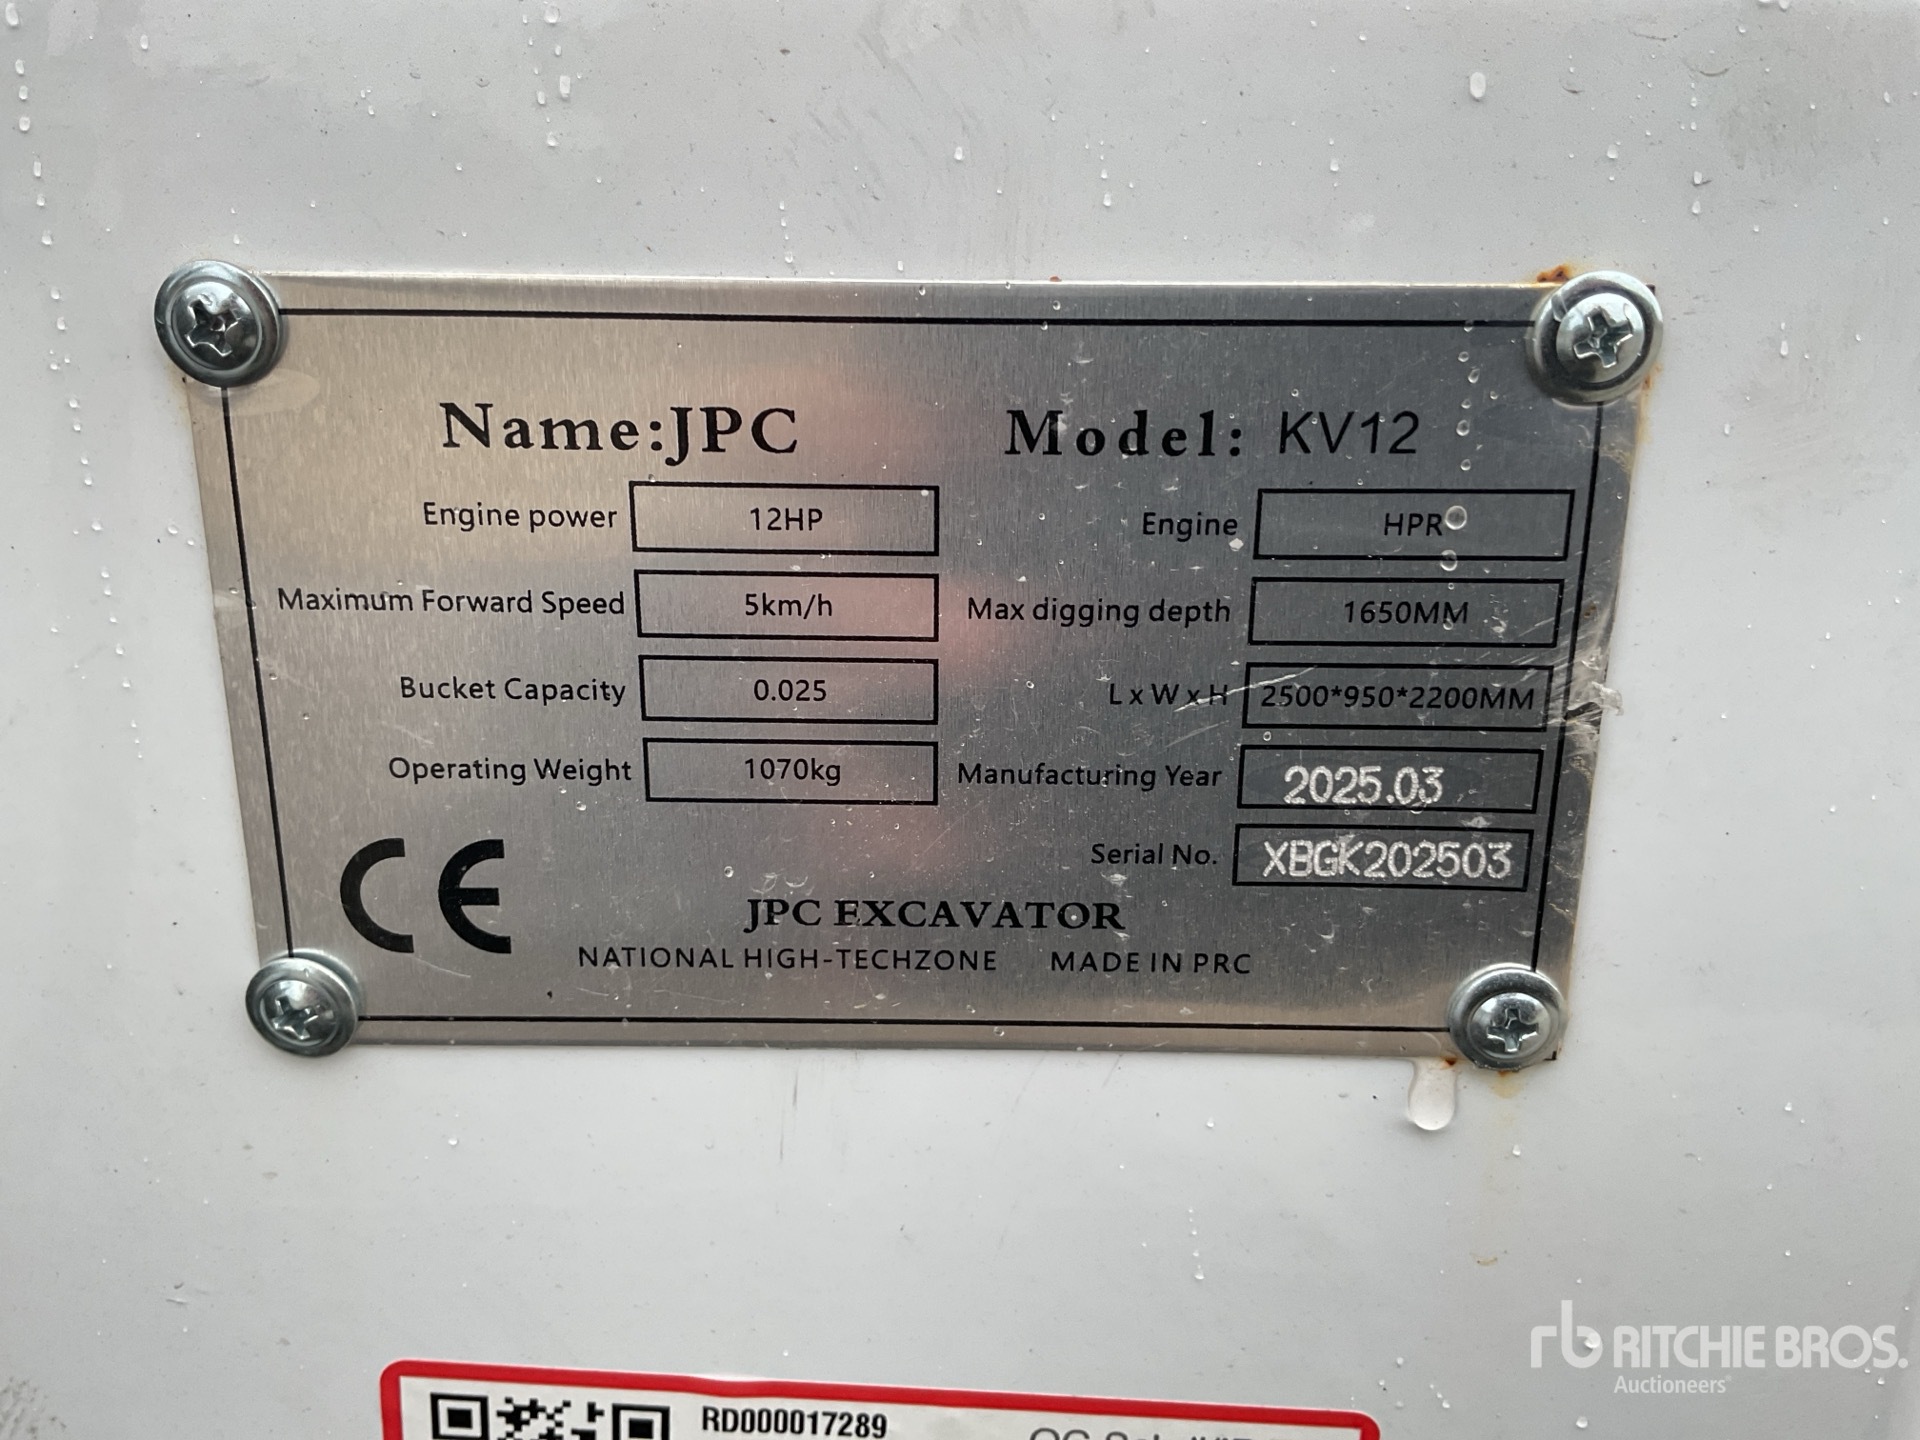 Name:JPC Model: KV12
Engine power 12HP Engine HPR
Maximum Forward Speed 5km/h Max digging depth 1650MM
Bucket Capacity 0.025 L x W x H 2500*950*2200MM
Operating Weight 1070kg Manufacturing Year 2025.03
Serial No. XBGK202503
CE
JPC EXCAVATOR
NATIONAL HIGH-TECHZONE MADE IN PRC
rb RITCHIE BROS.
Auctioneers
RD000017289